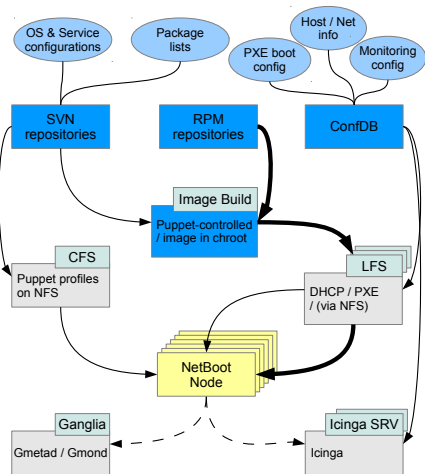 OS & Service
configurations
Package
lists
Host / Net
info
PXE boot
config
Monitoring
config
SVN
repositories
RPM
repositories
ConfDB
Image Build
Puppet-controlled
/ image in chroot
CFS
Puppet profiles
on NFS
LFS
DHCP / PXE
/ (via NFS)
NetBoot
Node
Ganglia
Gmetad / Gmond
Icinga SRV
Icinga